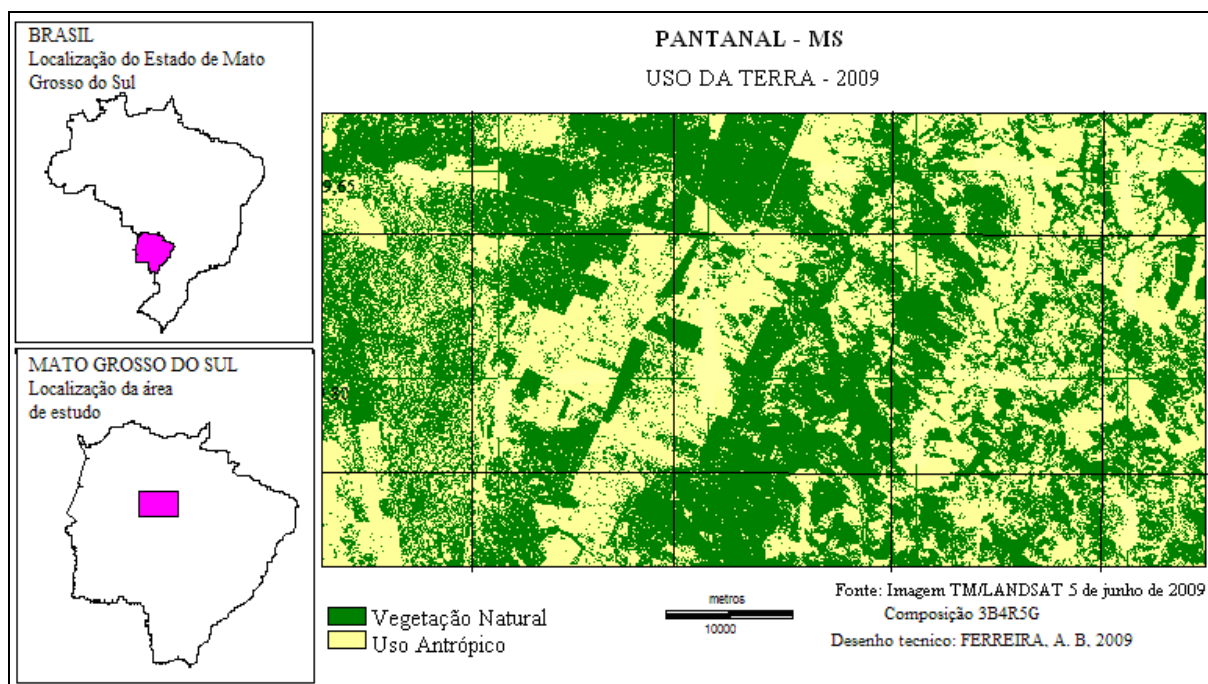 BRASIL
Localização do Estado de Mato
Grosso do Sul
MATO GROSSO DO SUL
Localização da área
de estudo
PANTANAL - MS
USO DA TERRA - 2009
9.65
Vegetação Natural
Uso Antrópico
metros
10000
Fonte: Imagem TM/LANDSAT 5 de junho de 2009
Composição 3B4R5G
Desenho tecnico: FERREIRA, A. B, 2009